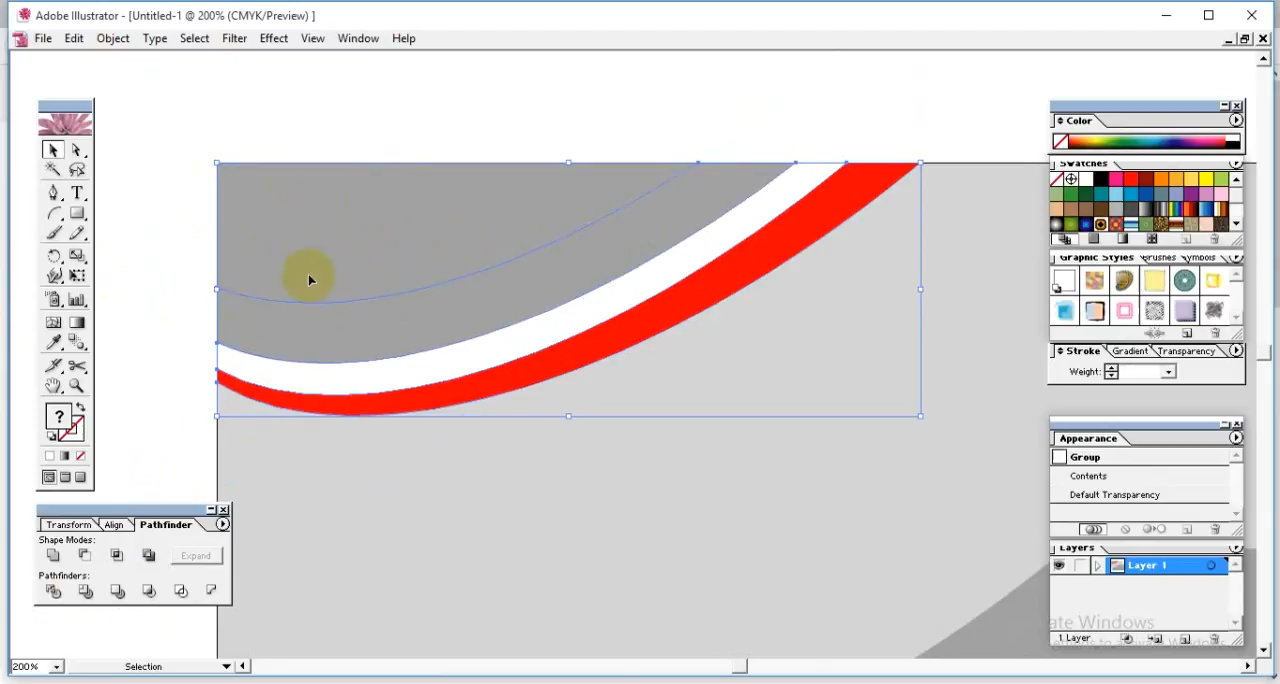 Adobe Illustrator - [Untitled-1 @ 200% (CMYK/Preview) ]
File Edit Object Type Select Filter Effect View Window Help
Color
Swatches
Graphic Styles Brushes Symbols
Stroke Gradient Transparency
Weight:
Appearance
Group
Contents
Default Transparency
Layers
Layer 1
1 Layer
Transform Align Pathfinder
Shape Modes:
Expand
Pathfinders:
?
T
200% Selection
ate Windows